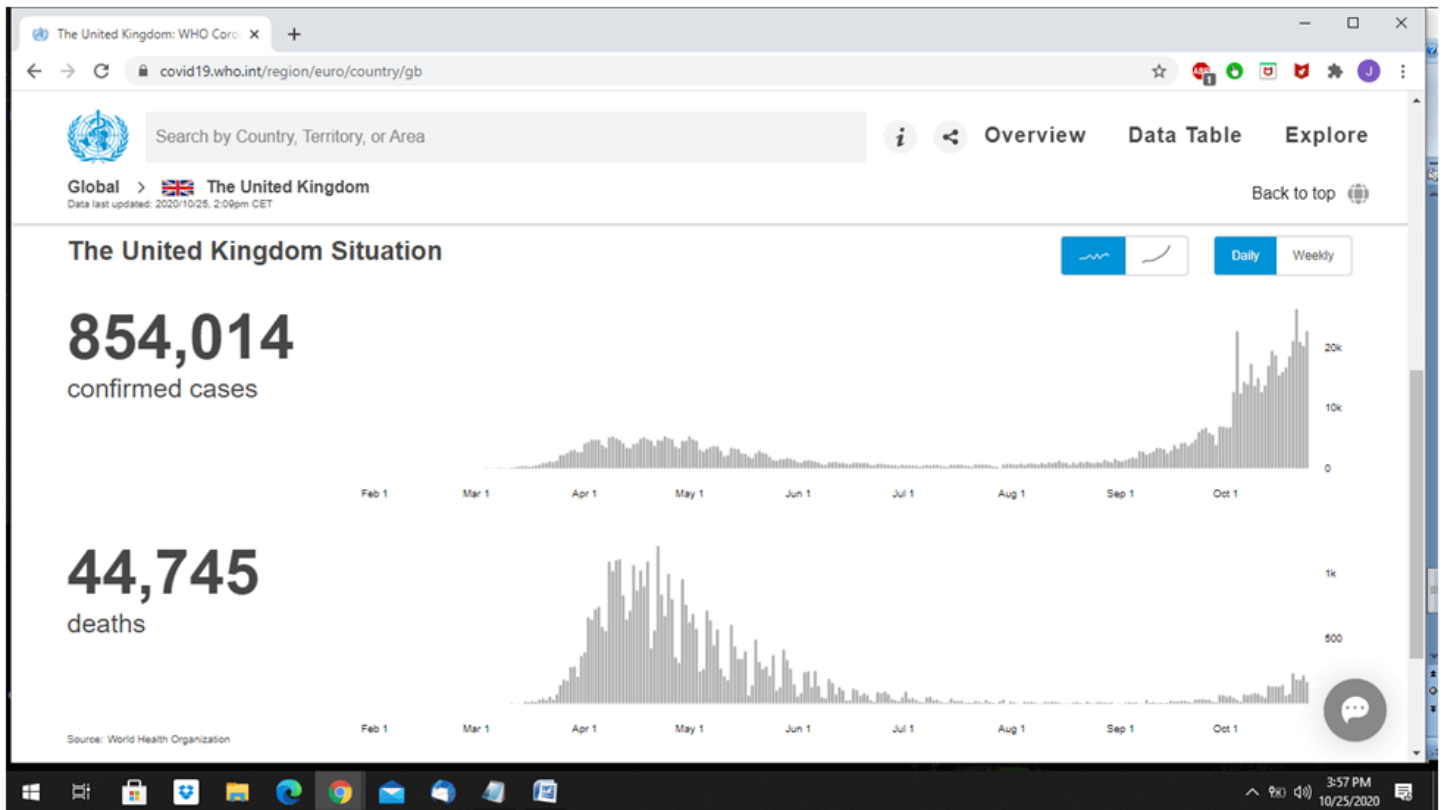 The United Kingdom: WHO Coro
covid19.who.int/region/euro/country/gb
ABP
1
J
Search by Country, Territory, or Area
i
Overview Data Table Explore
Global > The United Kingdom
Data last updated: 2020/10/25, 2:09pm CET
Back to top
The United Kingdom Situation
Daily Weekly
854,014
confirmed cases
20k
10k
0
Feb 1 Mar 1 Apr 1 May 1 Jun 1 Jul 1 Aug 1 Sep 1 Oct 1
44,745
deaths
1k
500
Feb 1 Mar 1 Apr 1 May 1 Jun 1 Jul 1 Aug 1 Sep 1 Oct 1
Source: World Health Organization
3:57 PM
10/25/2020